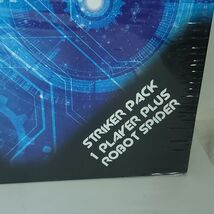 STRIKER PACK
1 PLAYER PLUS
ROBOT SPIDER